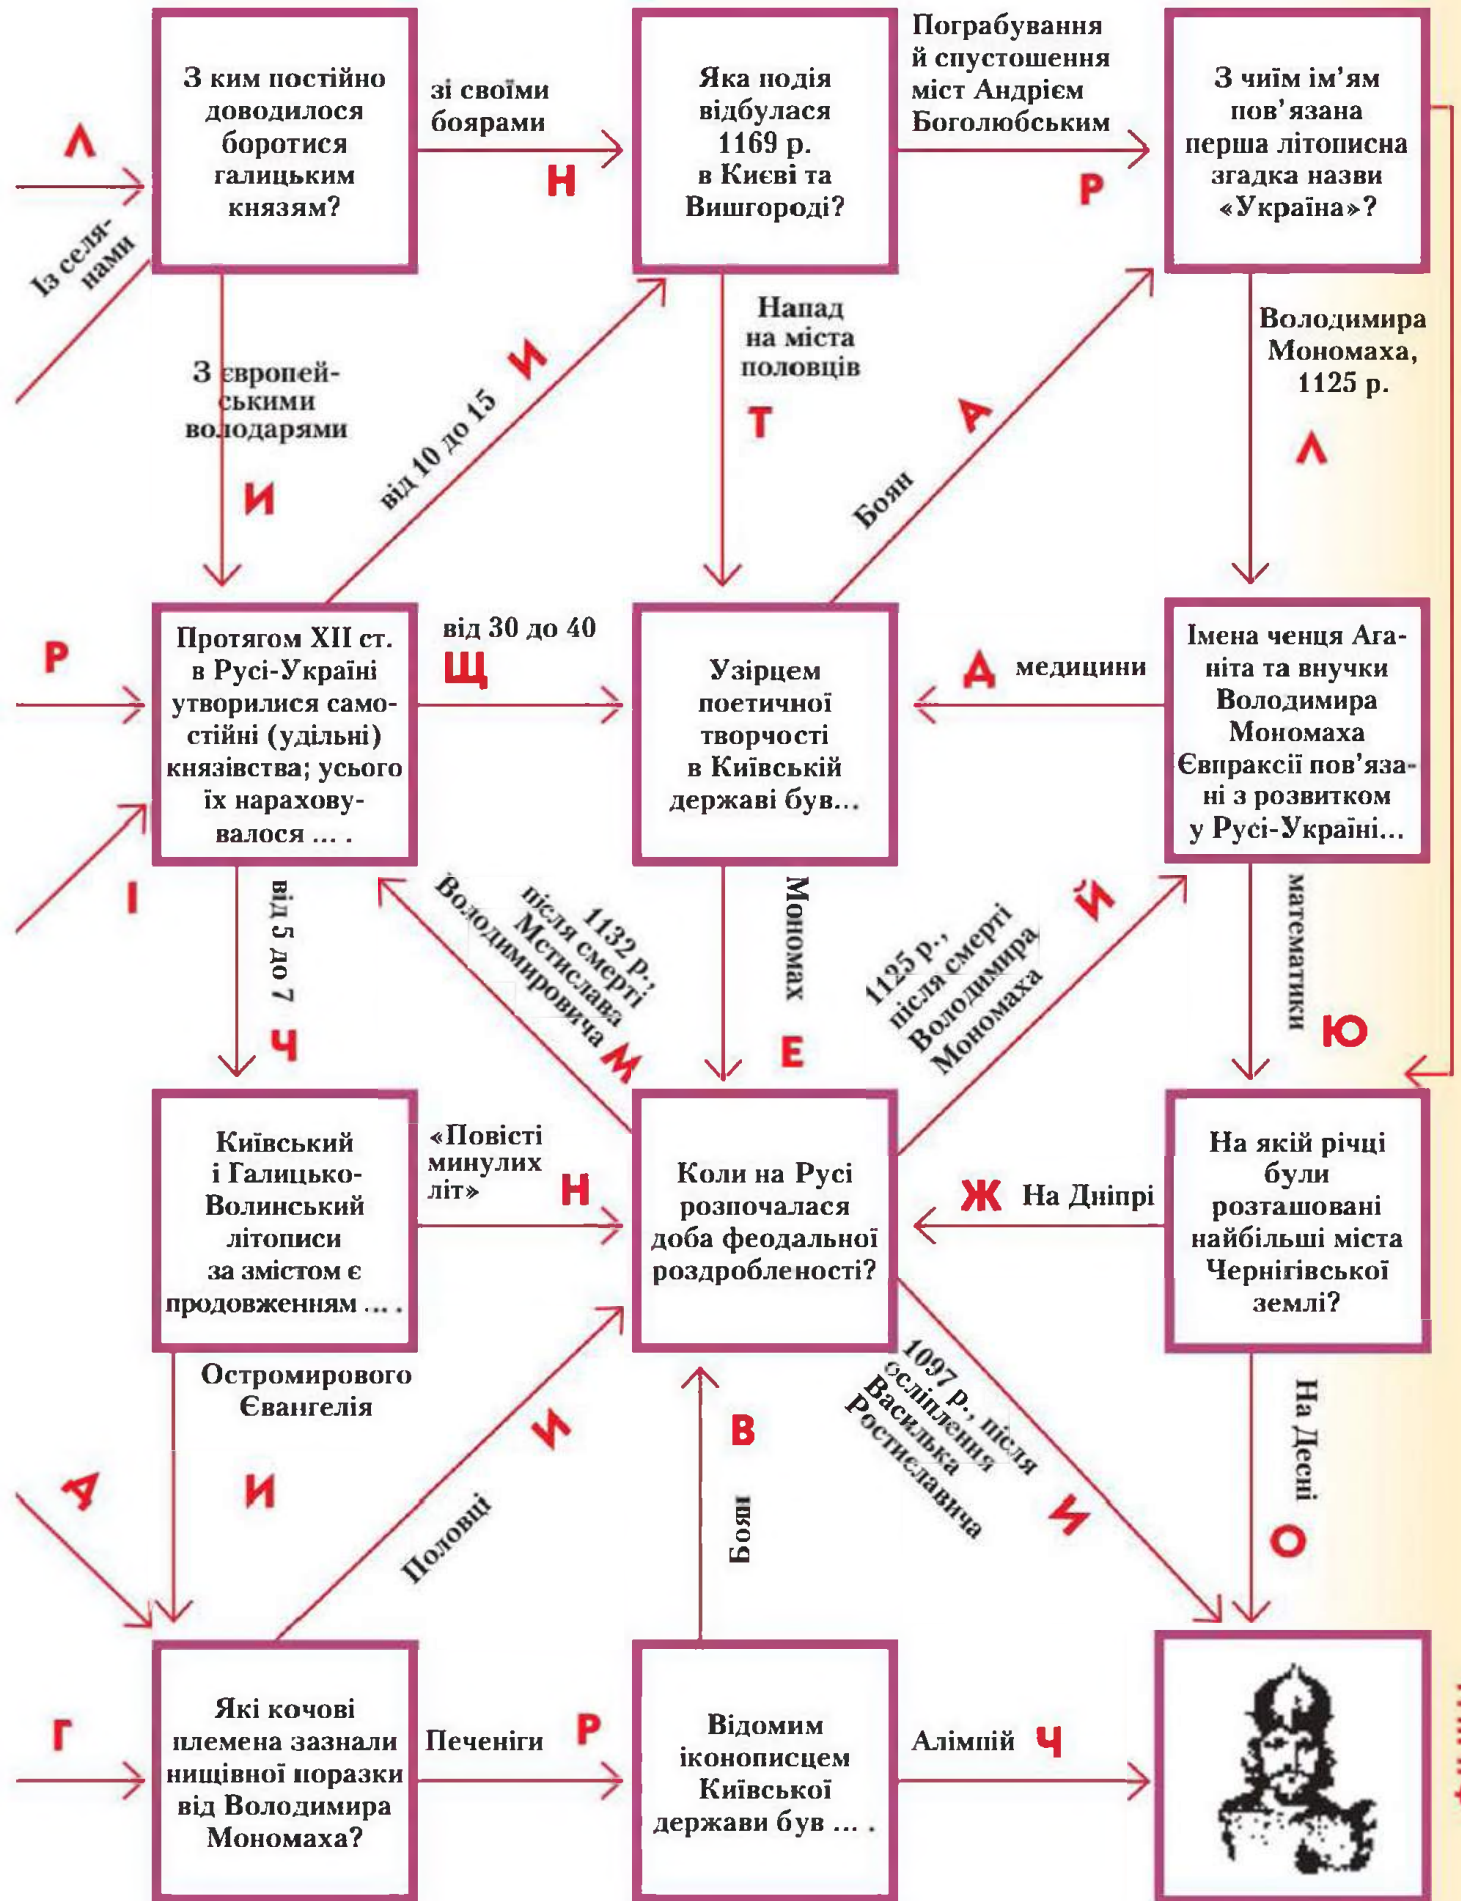 З ким постійно
доводилося
боротися
галицьким
князям?
зі своїми
боярами
Н
Яка подія
відбулася
1169 р.
в Києві та
Вишгороді?
Пограбування
й спустошення
міст Андрієм
Боголюбським
Р
З чиїм ім’ям
пов’язана
перша літописна
згадка назви
«Україна»?
Л
Із селя-
нами
З європей-
ськими
володарями
И
від 10 до 15
И
Напад
на міста
половців
Т
Боян
А
Володимира
Мономаха,
1125 р.
Л
Р
Протягом XII ст.
в Русі-Україні
утворилися само-
стійні (удільні)
князівства; усього
їх нарахову-
валося ... .
від 30 до 40
Щ
Узірцем
поетичної
творчості
в Київській
державі був...
Д медицини
Імена ченця Ага-
піта та внучки
Володимира
Мономаха
Євпраксії пов’яза-
ні з розвитком
у Русі-Україні...
І
від 5 до 7
Ч
1132 р.,
після смерті
Мстислава
Володимировича
М
Мономах
Е
1125 р.,
після смерті
Володимира
Мономаха
Й
математики
Ю
Київський
і Галицько-
Волинський
літописи
за змістом є
продовженням ... .
«Повісті
минулих
літ»
Н
Коли на Русі
розпочалася
доба феодальної
роздробленості?
Ж На Дніпрі
На якій річці
були
розташовані
найбільші міста
Чернігівської
землі?
Остромирового
Євангелія
И
Д
Половці
И
В
Боян
1097 р., після
осліплення
Василька
Ростиславича
И
На Десні
О
Г
Які кочові
племена зазнали
нищівної поразки
від Володимира
Мономаха?
Печеніги Р
Відомим
іконописцем
Київської
держави був ... .
Алімпій Ч